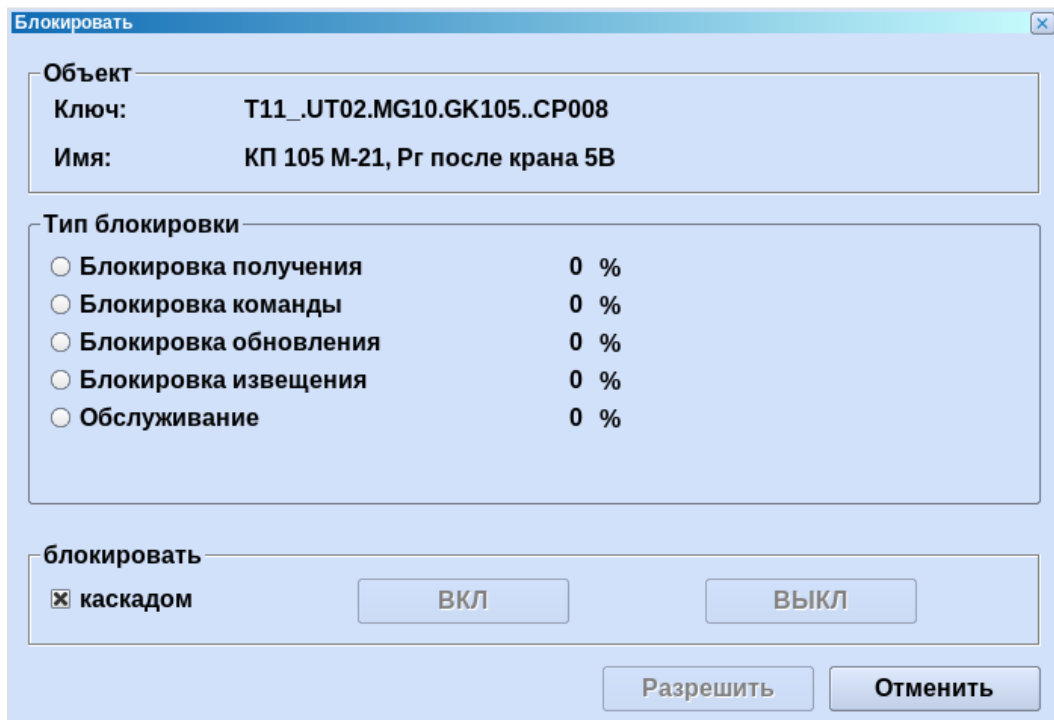 Блокировать
Объект
Ключ: T11_.UT02.MG10.GK105..CP008
Имя: КП 105 М-21, Рг после крана 5В
Тип блокировки
Блокировка получения 0 %
Блокировка команды 0 %
Блокировка обновления 0 %
Блокировка извещения 0 %
Обслуживание 0 %
блокировать
каскадом ВКЛ ВЫКЛ
Разрешить Отменить